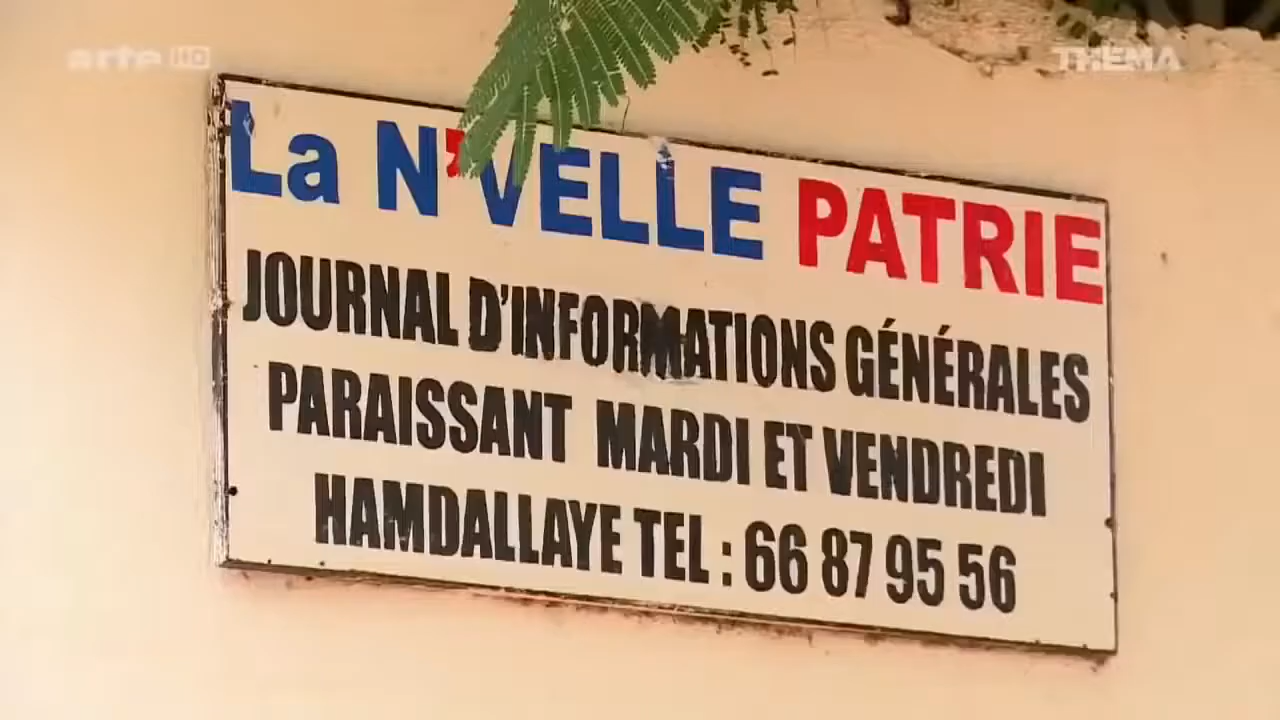 arte HD
THEMA
La N'VELLE PATRIE
JOURNAL D'INFORMATIONS GÉNÉRALES
PARAISSANT MARDI ET VENDREDI
HAMDALLAYE TEL : 66 87 95 56